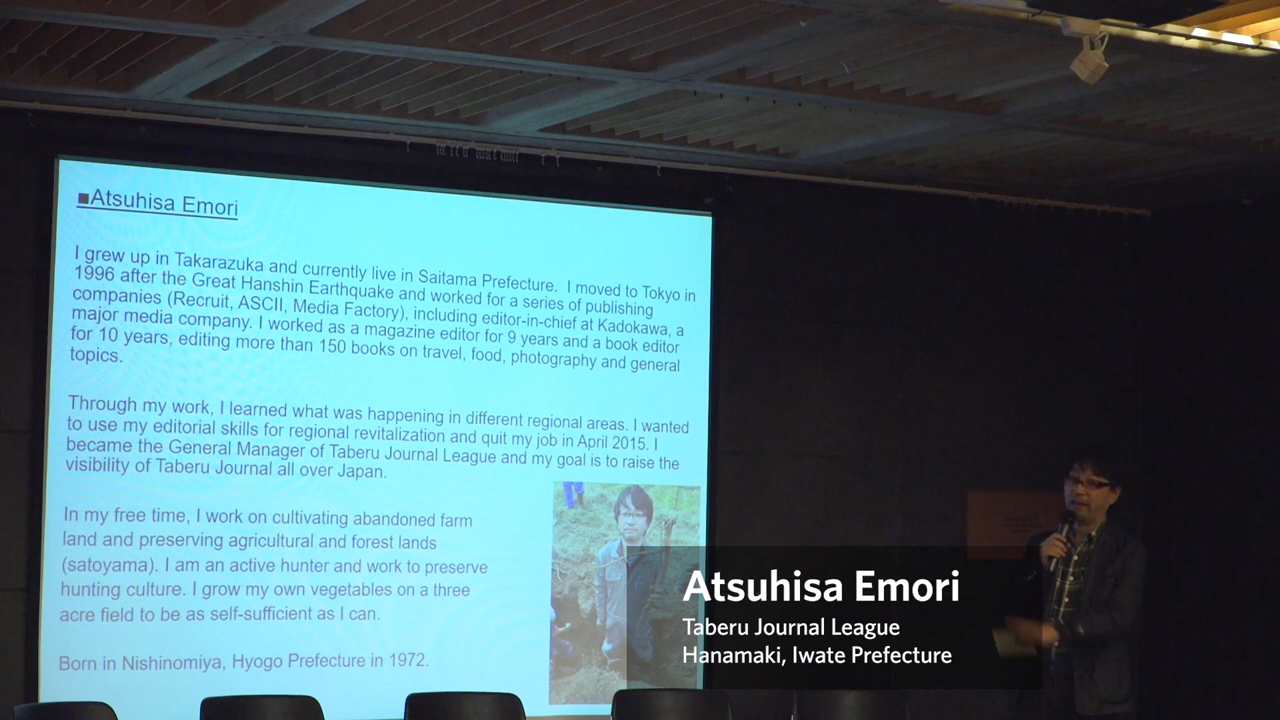 ■Atsuhisa Emori
I grew up in Takarazuka and currently live in Saitama Prefecture. I moved to Tokyo in
1996 after the Great Hanshin Earthquake and worked for a series of publishing
companies (Recruit, ASCII, Media Factory), including editor-in-chief at Kadokawa, a
major media company. I worked as a magazine editor for 9 years and a book editor
for 10 years, editing more than 150 books on travel, food, photography and general
topics.
Through my work, I learned what was happening in different regional areas. I wanted
to use my editorial skills for regional revitalization and quit my job in April 2015. I
became the General Manager of Taberu Journal League and my goal is to raise the
visibility of Taberu Journal all over Japan.
In my free time, I work on cultivating abandoned farm
land and preserving agricultural and forest lands
(satoyama). I am an active hunter and work to preserve
hunting culture. I grow my own vegetables on a three
acre field to be as self-sufficient as I can.
Born in Nishinomiya, Hyogo Prefecture in 1972.
Atsuhisa Emori
Taberu Journal League
Hanamaki, Iwate Prefecture